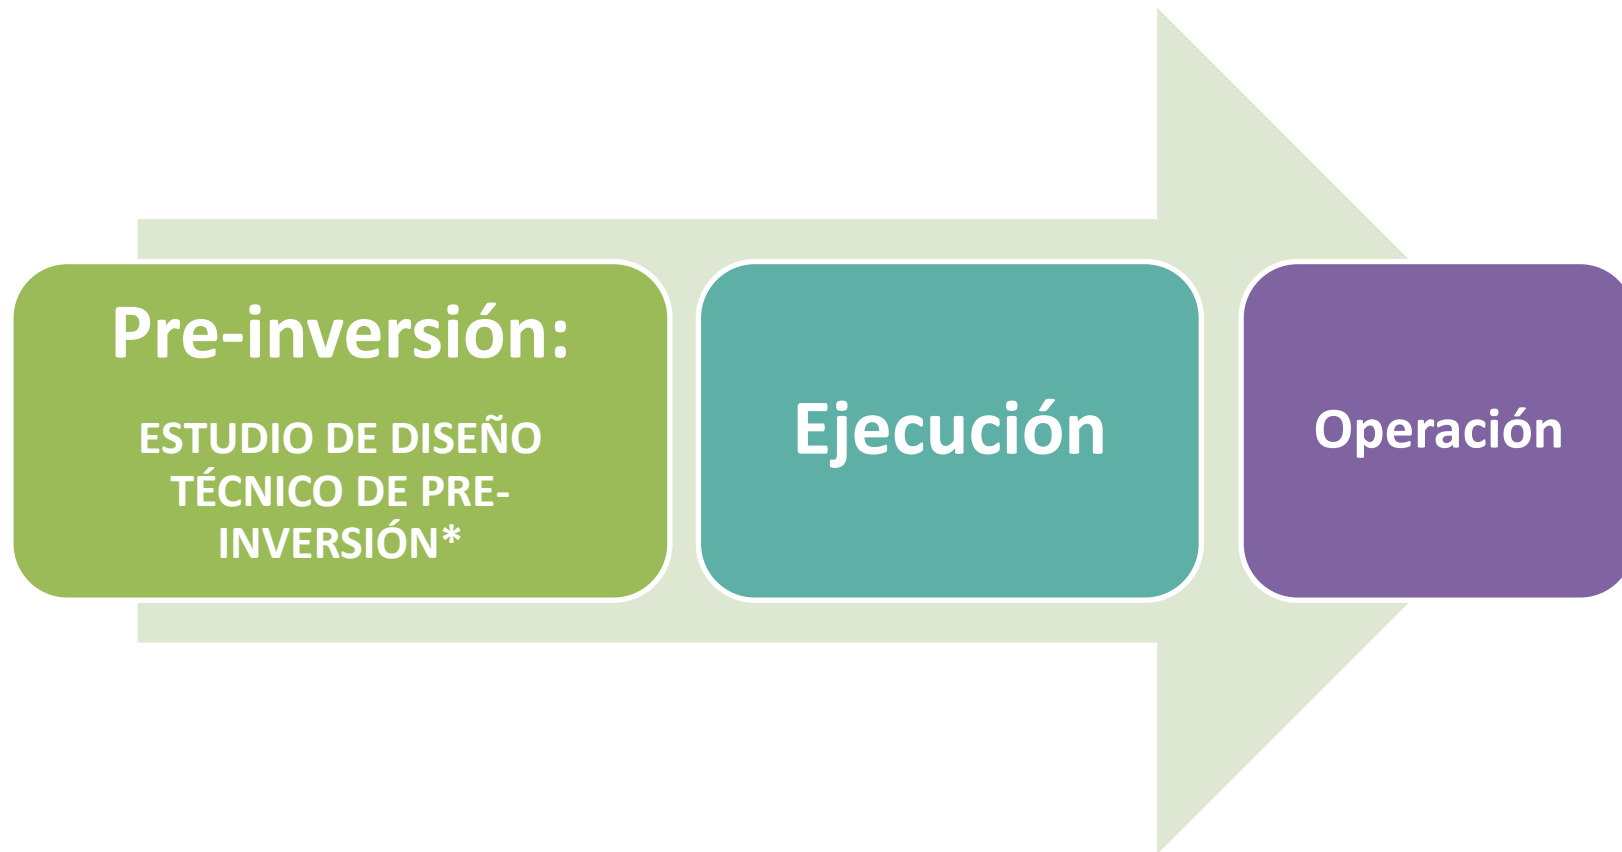 Pre-inversión:
ESTUDIO DE DISEÑO
TÉCNICO DE PRE-
INVERSIÓN*
Ejecución
Operación